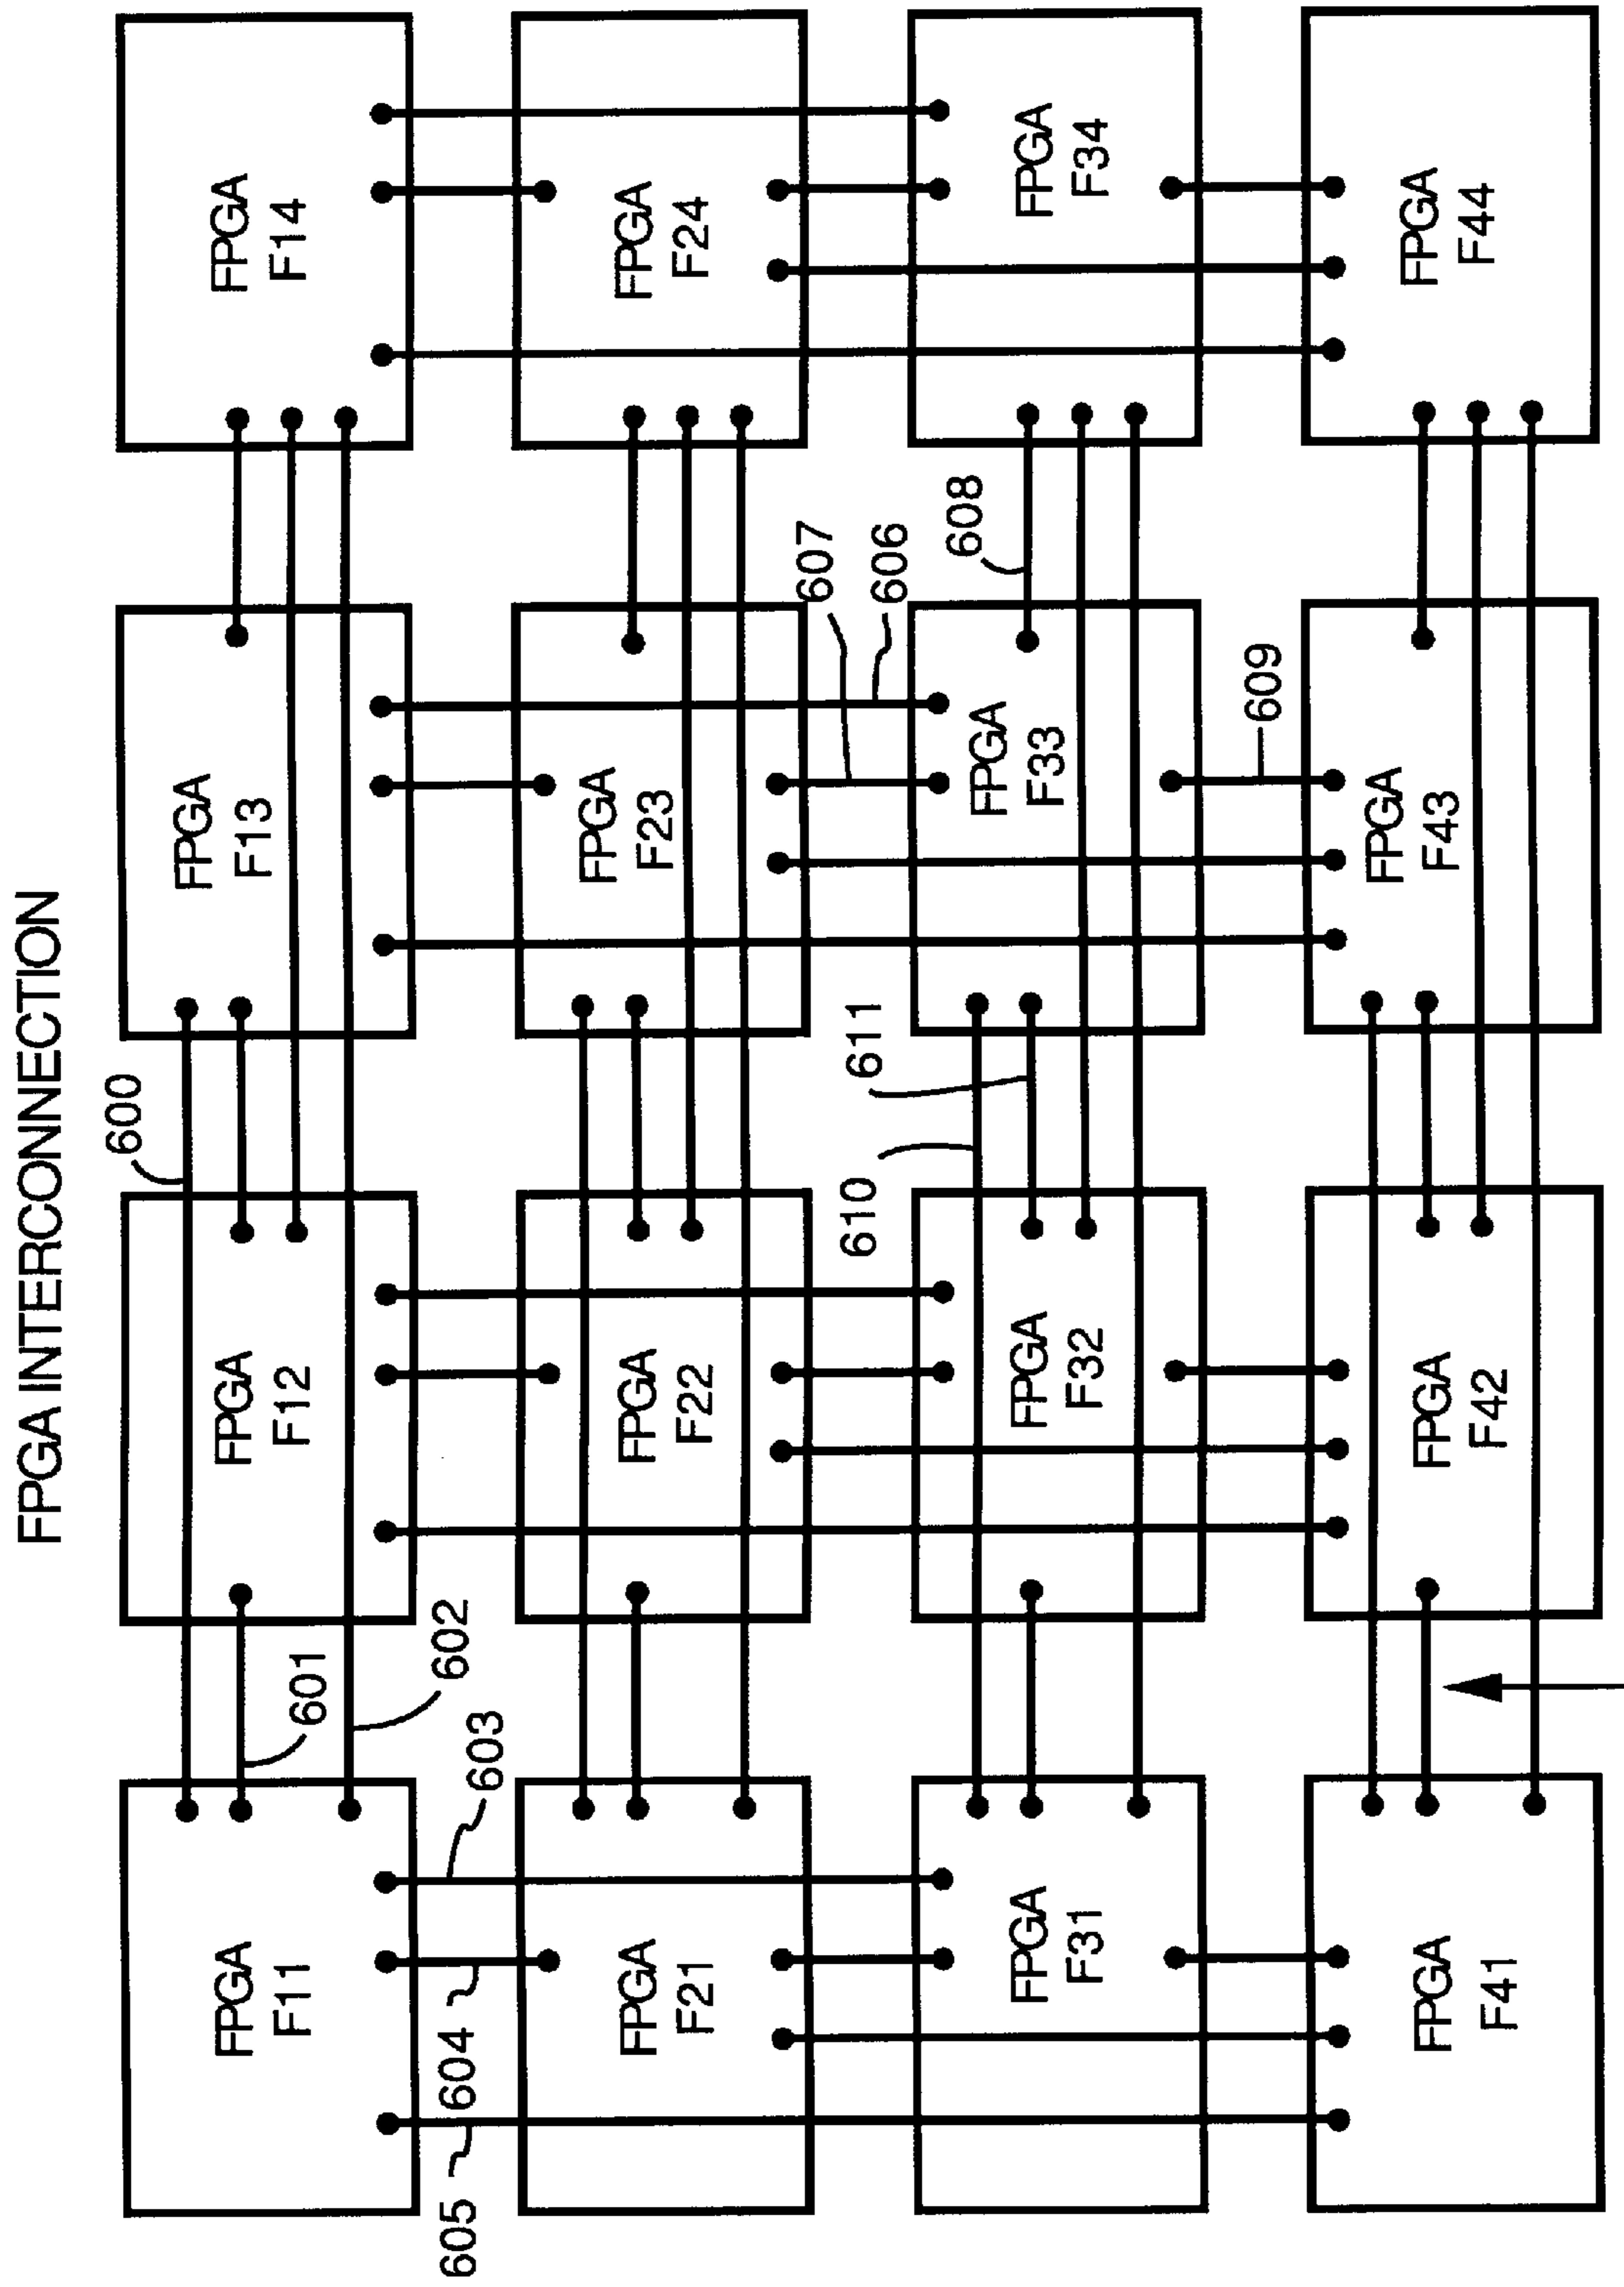 FPGA INTERCONNECTION
600
FPGA
F11
FPGA
F12
FPGA
F13
FPGA
F14
601
602
605
604
603
FPGA
F21
FPGA
F22
FPGA
F23
FPGA
F24
607
606
610
611
608
FPGA
F31
FPGA
F32
FPGA
F33
FPGA
F34
609
FPGA
F41
FPGA
F42
FPGA
F43
FPGA
F44